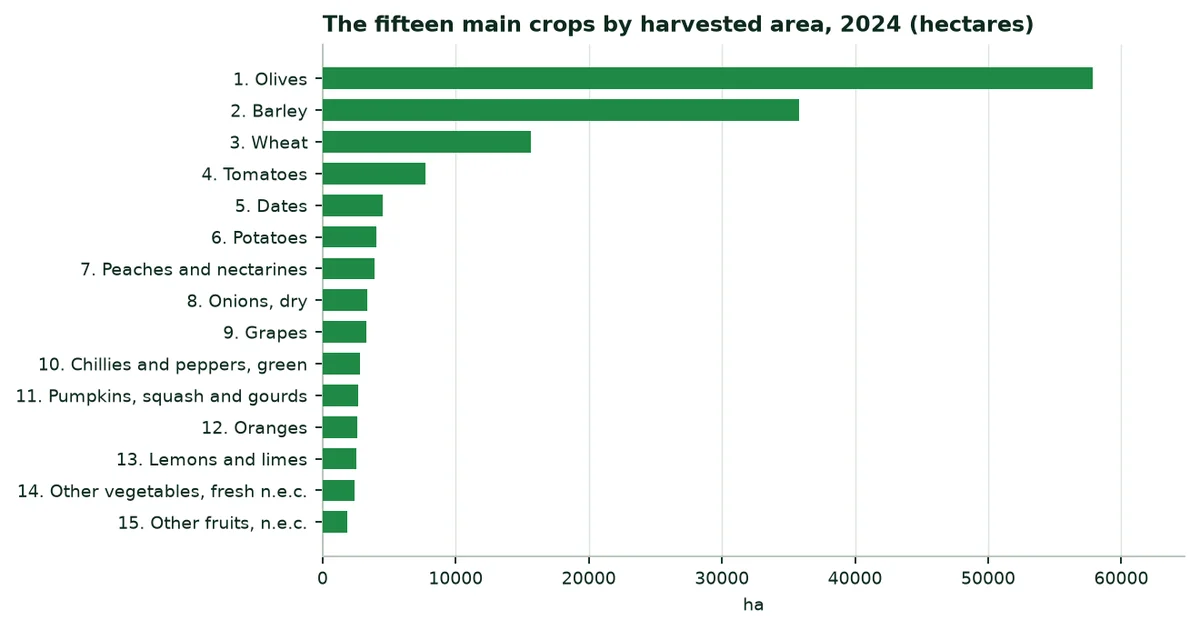 The fifteen main crops by harvested area, 2024 (hectares)
1. Olives
2. Barley
3. Wheat
4. Tomatoes
5. Dates
6. Potatoes
7. Peaches and nectarines
8. Onions, dry
9. Grapes
10. Chillies and peppers, green
11. Pumpkins, squash and gourds
12. Oranges
13. Lemons and limes
14. Other vegetables, fresh n.e.c.
15. Other fruits, n.e.c.
0 10000 20000 30000 40000 50000 60000
ha